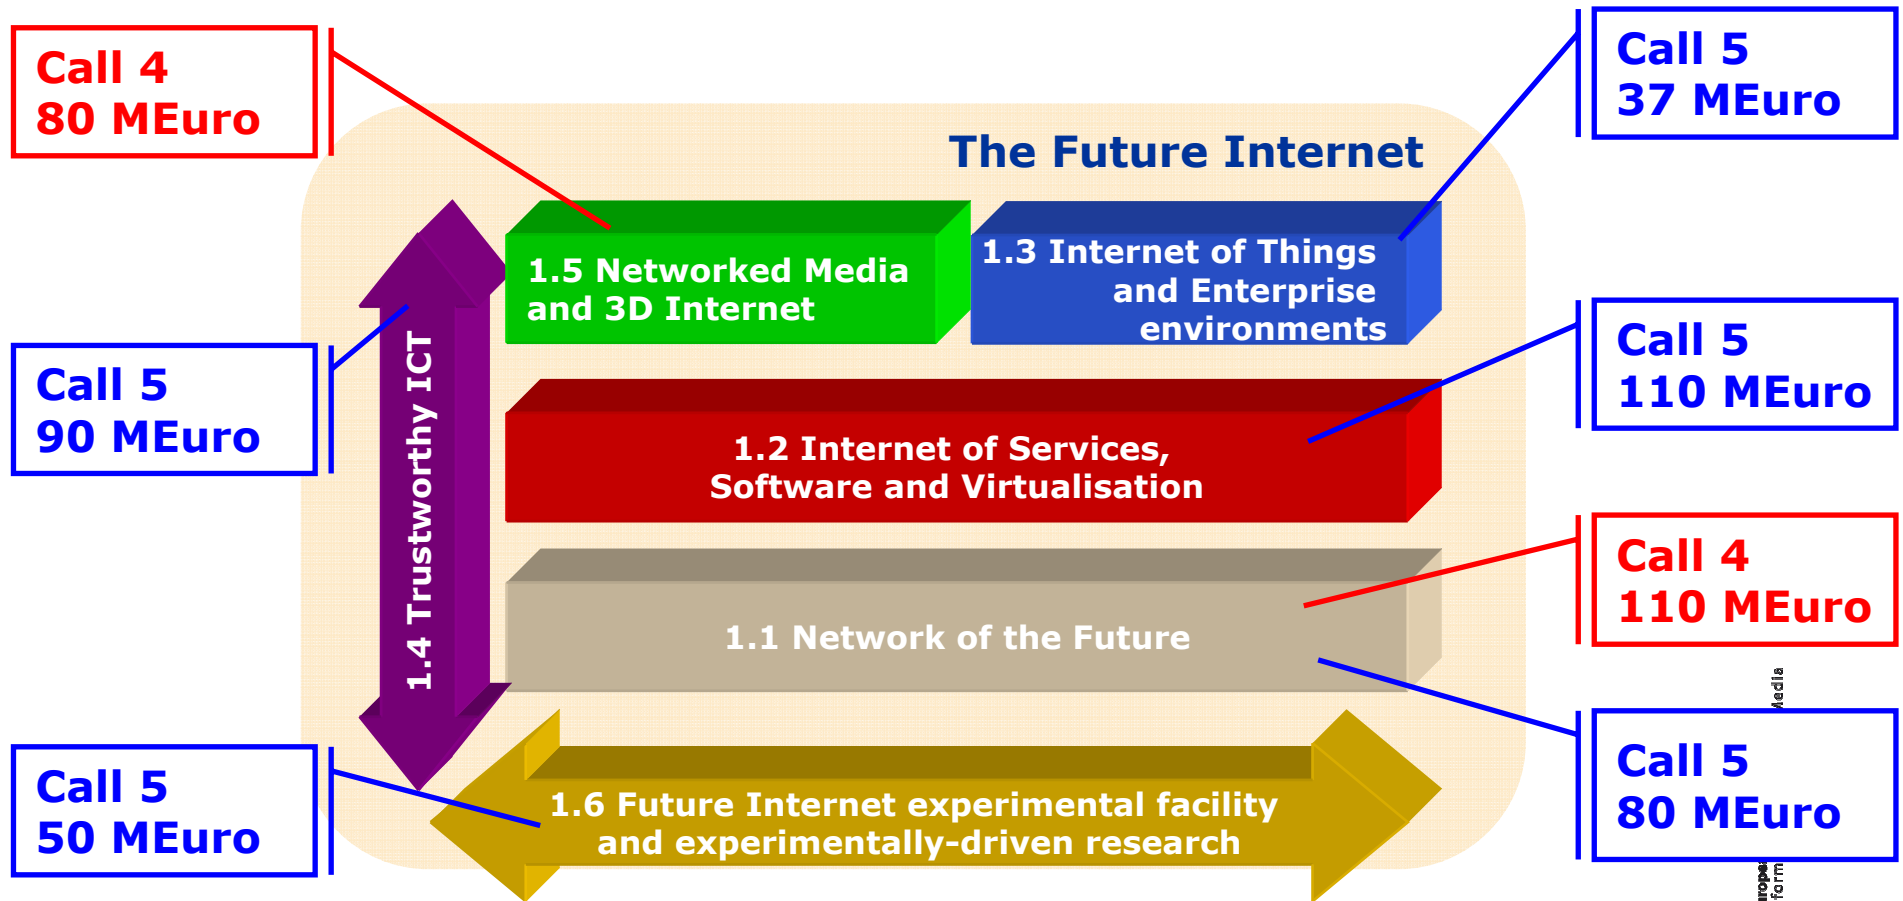 Call 4
80 MEuro
Call 5
37 MEuro
The Future Internet
1.5 Networked Media
and 3D Internet
1.3 Internet of Things
and Enterprise
environments
Call 5
90 MEuro
1.4 Trustworthy ICT
Call 5
110 MEuro
1.2 Internet of Services,
Software and Virtualisation
Call 4
110 MEuro
1.1 Network of the Future
Call 5
80 MEuro
Call 5
50 MEuro
1.6 Future Internet experimental facility
and experimentally-driven research